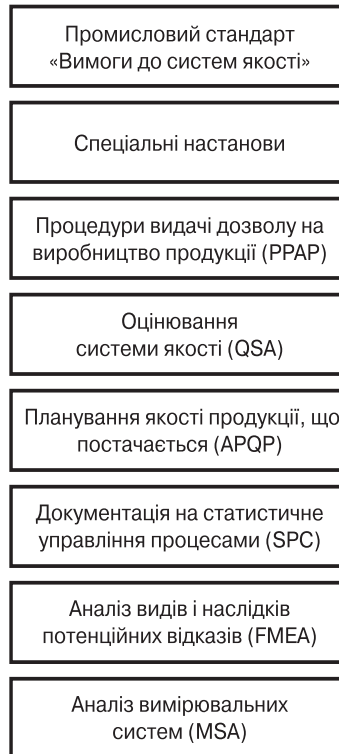 Промисловий стандарт
«Вимоги до систем якості»
Спеціальні настанови
Процедури видачі дозволу на
виробництво продукції (PPAP)
Оцінювання
системи якості (QSA)
Планування якості продукції, що
постачається (APQP)
Документація на статистичне
управління процесами (SPC)
Аналіз видів і наслідків
потенційних відказів (FMEA)
Аналіз вимірювальних
систем (MSA)